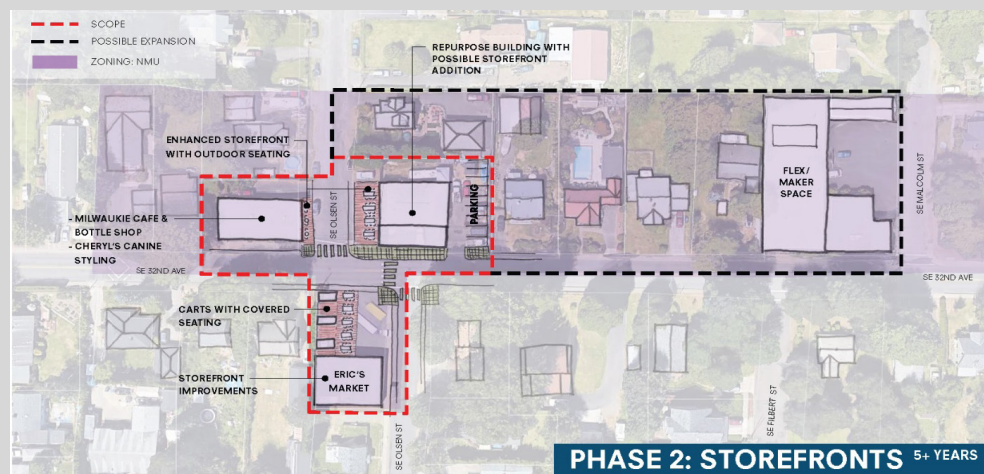 SCOPE
POSSIBLE EXPANSION
ZONING: NMU
REPURPOSE BUILDING WITH
POSSIBLE STOREFRONT
ADDITION
ENHANCED STOREFRONT
WITH OUTDOOR SEATING
SE OLSEN ST
PARKING
FLEX/
MAKER
SPACE
SE MALCOLM ST
- MILWAUKIE CAFE &
BOTTLE SHOP
- CHERYL'S CANINE
STYLING
SE 32ND AVE
SE 32ND AVE
CARTS WITH COVERED
SEATING
STOREFRONT
IMPROVEMENTS
ERIC'S
MARKET
SE OLSEN ST
SE FILBERT ST
PHASE 2: STOREFRONTS 5+ YEARS